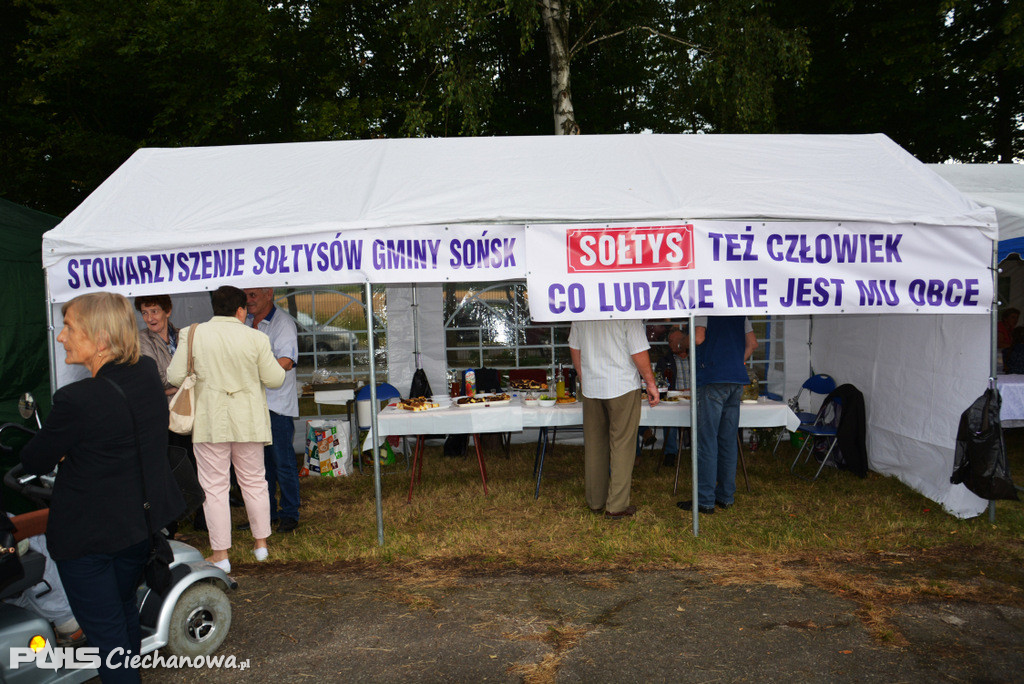 STOWARZYSZENIE SOŁTYSÓW GMINY SOŃSK
SOŁTYS TEŻ CZŁOWIEK
CO LUDZKIE NIE JEST MU OBCE
PULS Ciechanowa.pl